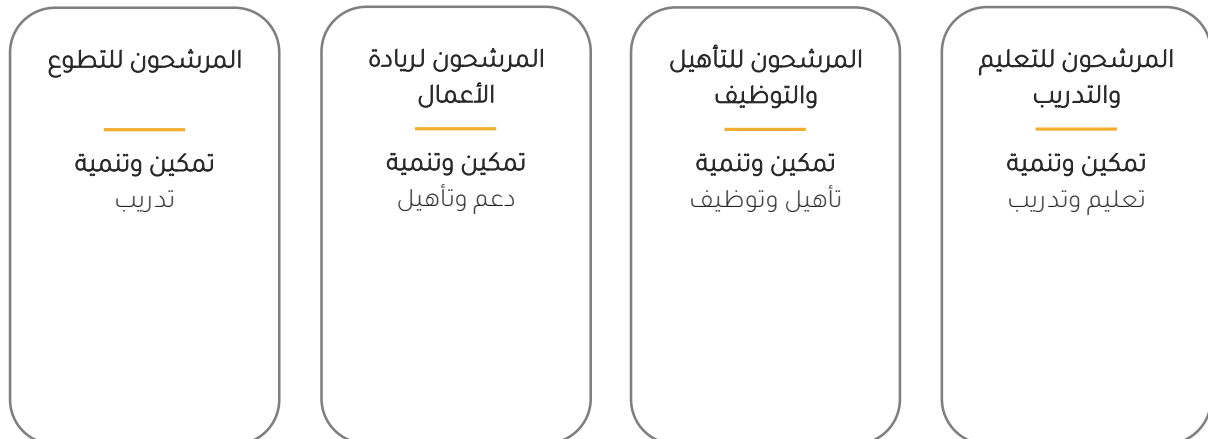 المرشحون للتعليم
والتدريب
تمكين وتنمية
تعليم وتدريب
المرشحون للتأهيل
والتوظيف
تمكين وتنمية
تأهيل وتوظيف
المرشحون لريادة
الأعمال
تمكين وتنمية
دعم وتأهيل
المرشحون للتطوع
تمكين وتنمية
تدريب